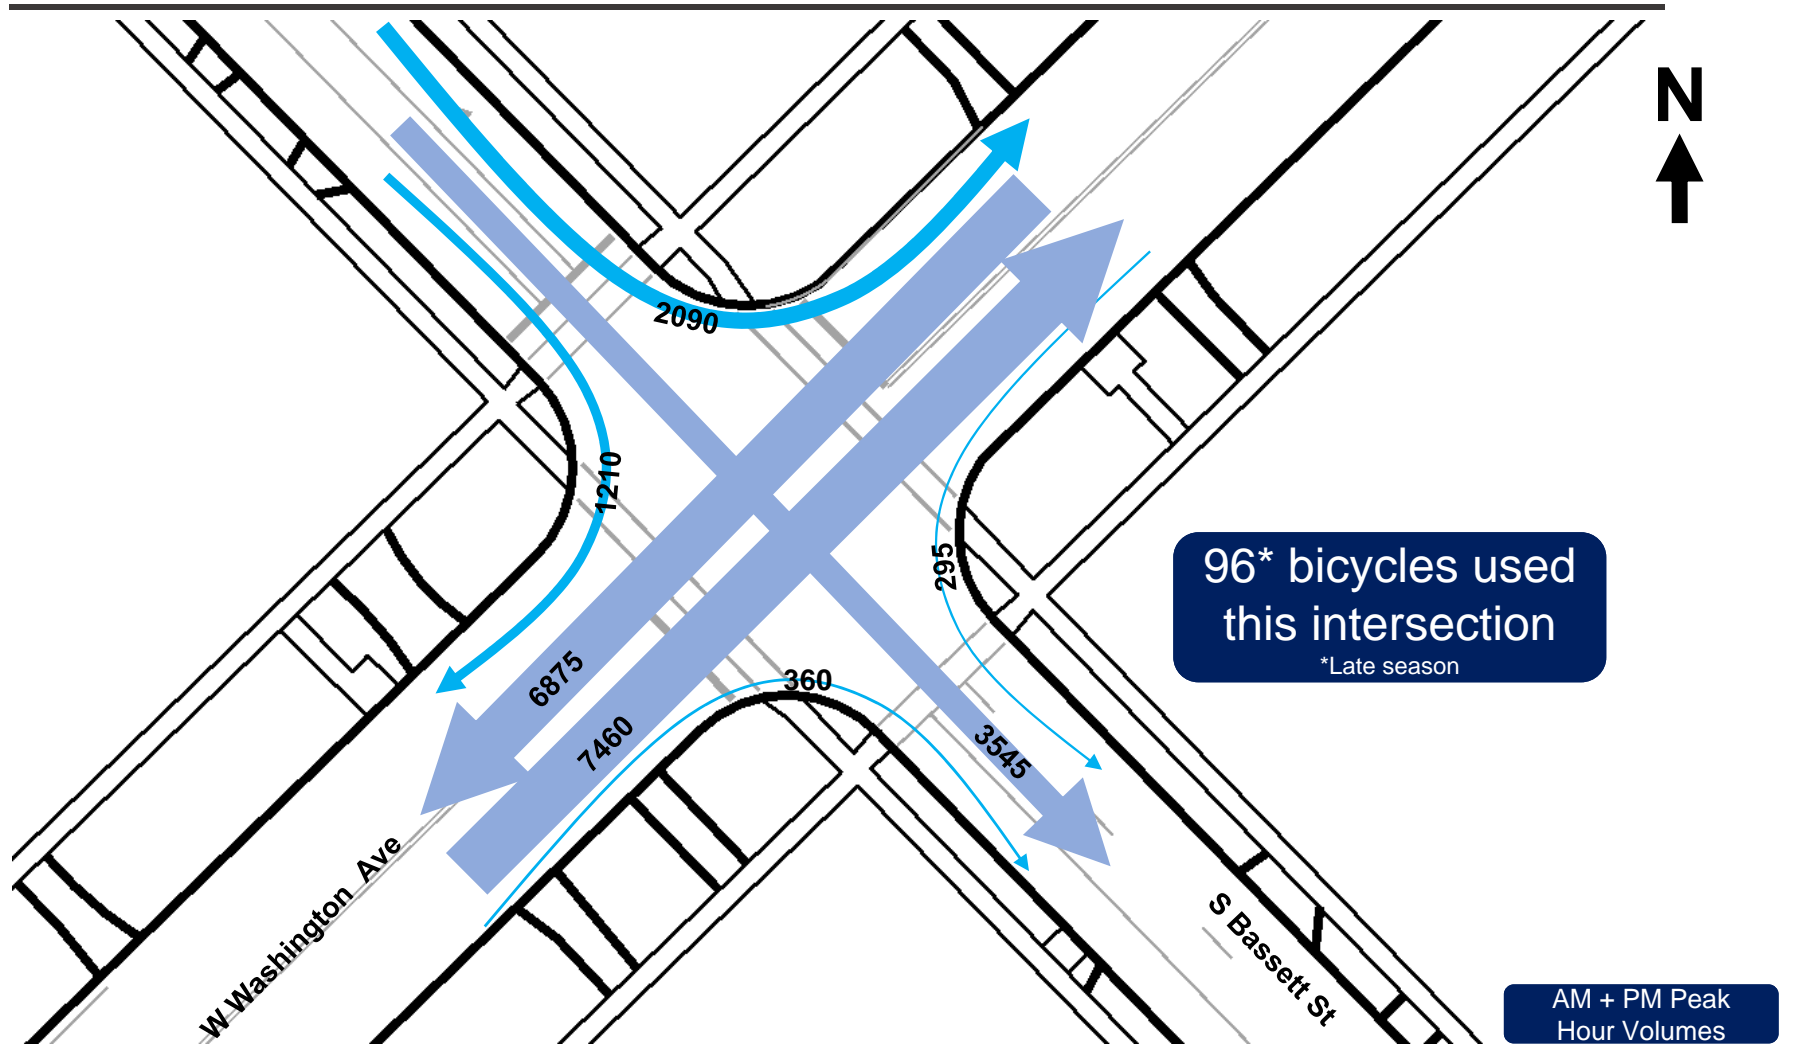 N
2090
1210
295
96* bicycles used
this intersection
*Late season
6875
360
7460
3545
W Washington Ave
S Bassett St
AM + PM Peak
Hour Volumes